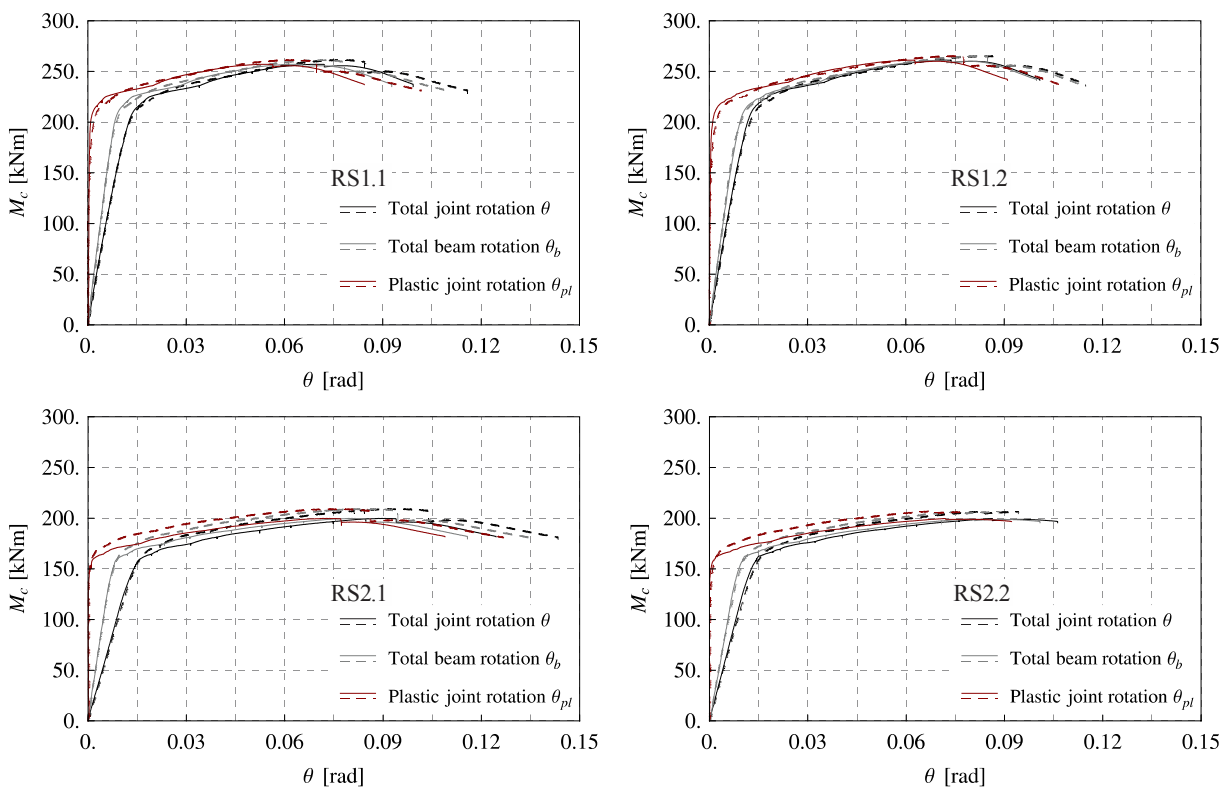 300.
250.
200.
150.
100.
50.
0.
M_c [kNm]
RS1.1
Total joint rotation θ
Total beam rotation θ_b
Plastic joint rotation θ_pl
0. 0.03 0.06 0.09 0.12 0.15
θ [rad]
300.
250.
200.
150.
100.
50.
0.
M_c [kNm]
RS1.2
Total joint rotation θ
Total beam rotation θ_b
Plastic joint rotation θ_pl
0. 0.03 0.06 0.09 0.12 0.15
θ [rad]
300.
250.
200.
150.
100.
50.
0.
M_c [kNm]
RS2.1
Total joint rotation θ
Total beam rotation θ_b
Plastic joint rotation θ_pl
0. 0.03 0.06 0.09 0.12 0.15
θ [rad]
300.
250.
200.
150.
100.
50.
0.
M_c [kNm]
RS2.2
Total joint rotation θ
Total beam rotation θ_b
Plastic joint rotation θ_pl
0. 0.03 0.06 0.09 0.12 0.15
θ [rad]